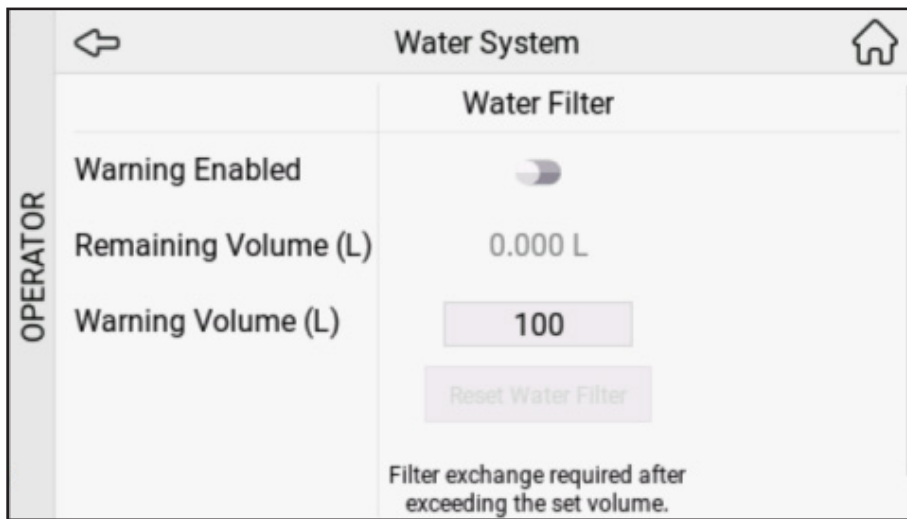 OPERATOR
Water System
Water Filter
Warning Enabled
Remaining Volume (L) 0.000 L
Warning Volume (L) 100
Reset Water Filter
Filter exchange required after
exceeding the set volume.